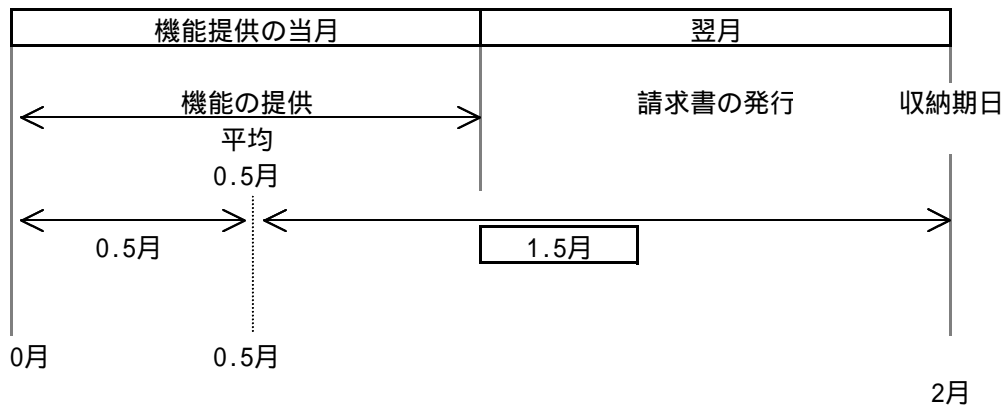 機能提供の当月 翌月
機能の提供 請求書の発行 収納期日
平均
0.5月
0.5月 1.5月
0月 0.5月
2月